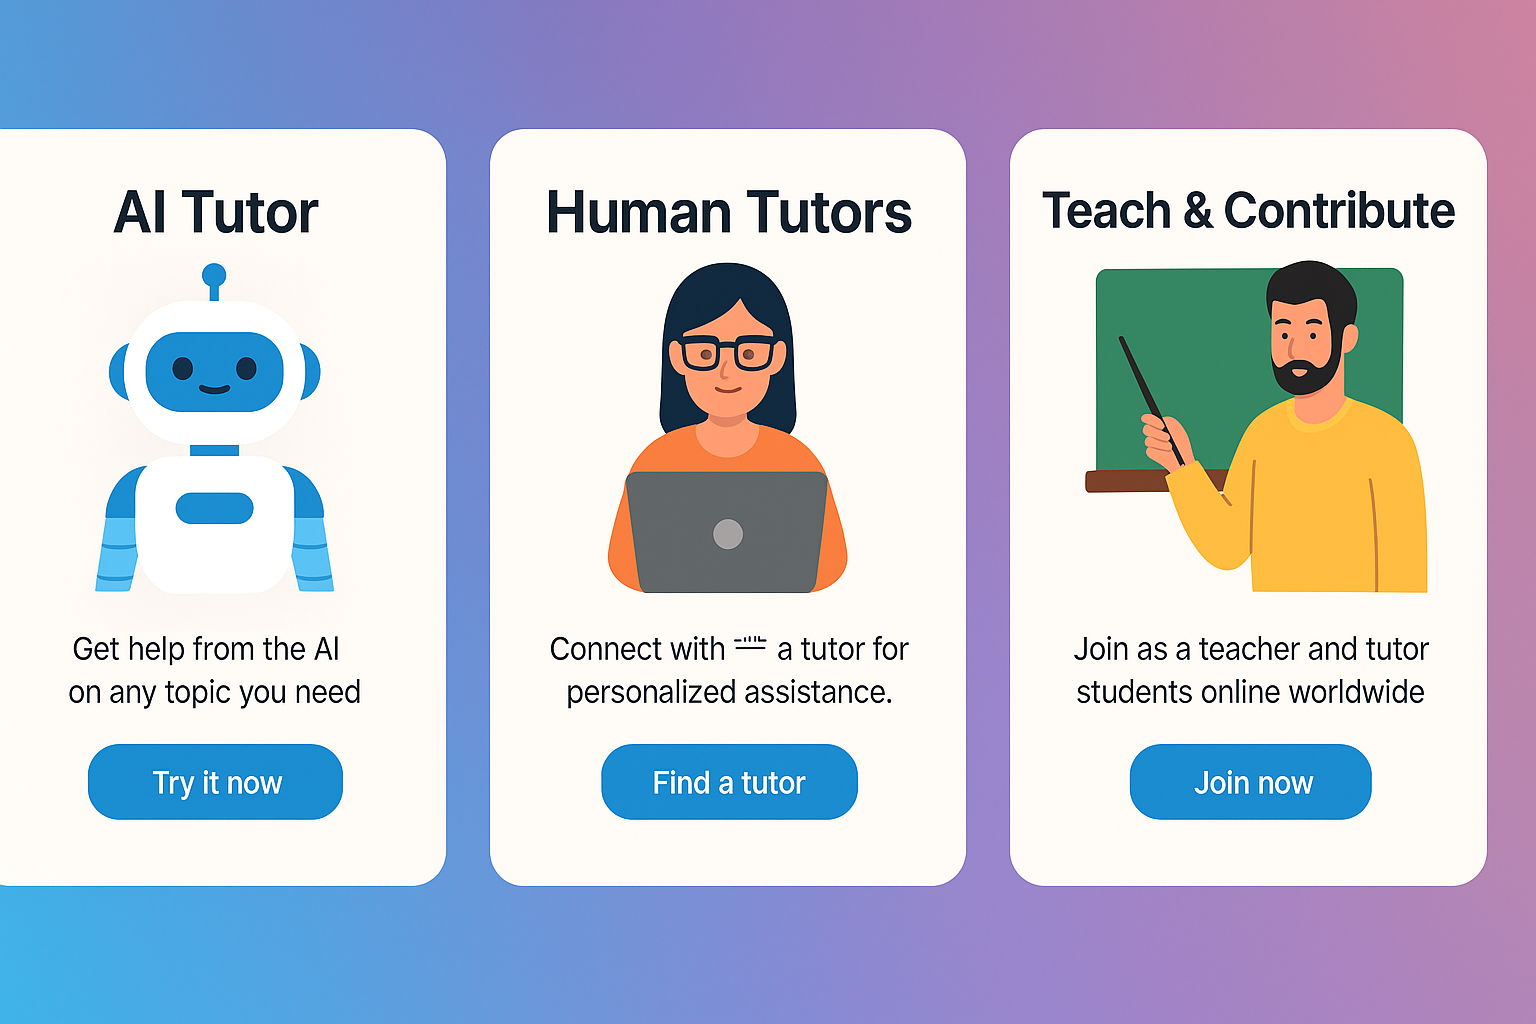 AI Tutor
Get help from the AI
on any topic you need
Try it now
Human Tutors
Connect with a tutor for
personalized assistance.
Find a tutor
Teach & Contribute
Join as a teacher and tutor
students online worldwide
Join now